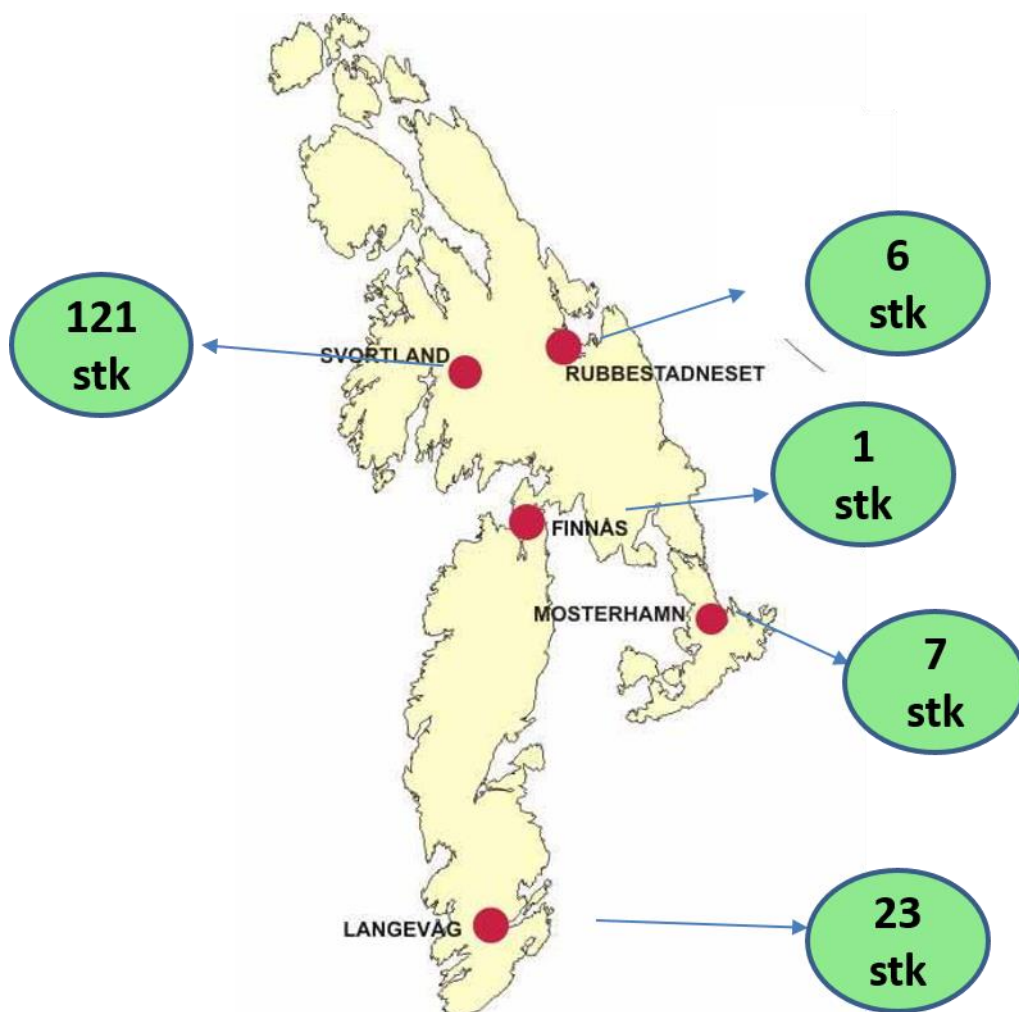 6
stk
121
stk
SVORTLAND
RUBBESTADNESET
1
stk
FINNÅS
MOSTERHAMN
7
stk
23
stk
LANGEVÅG